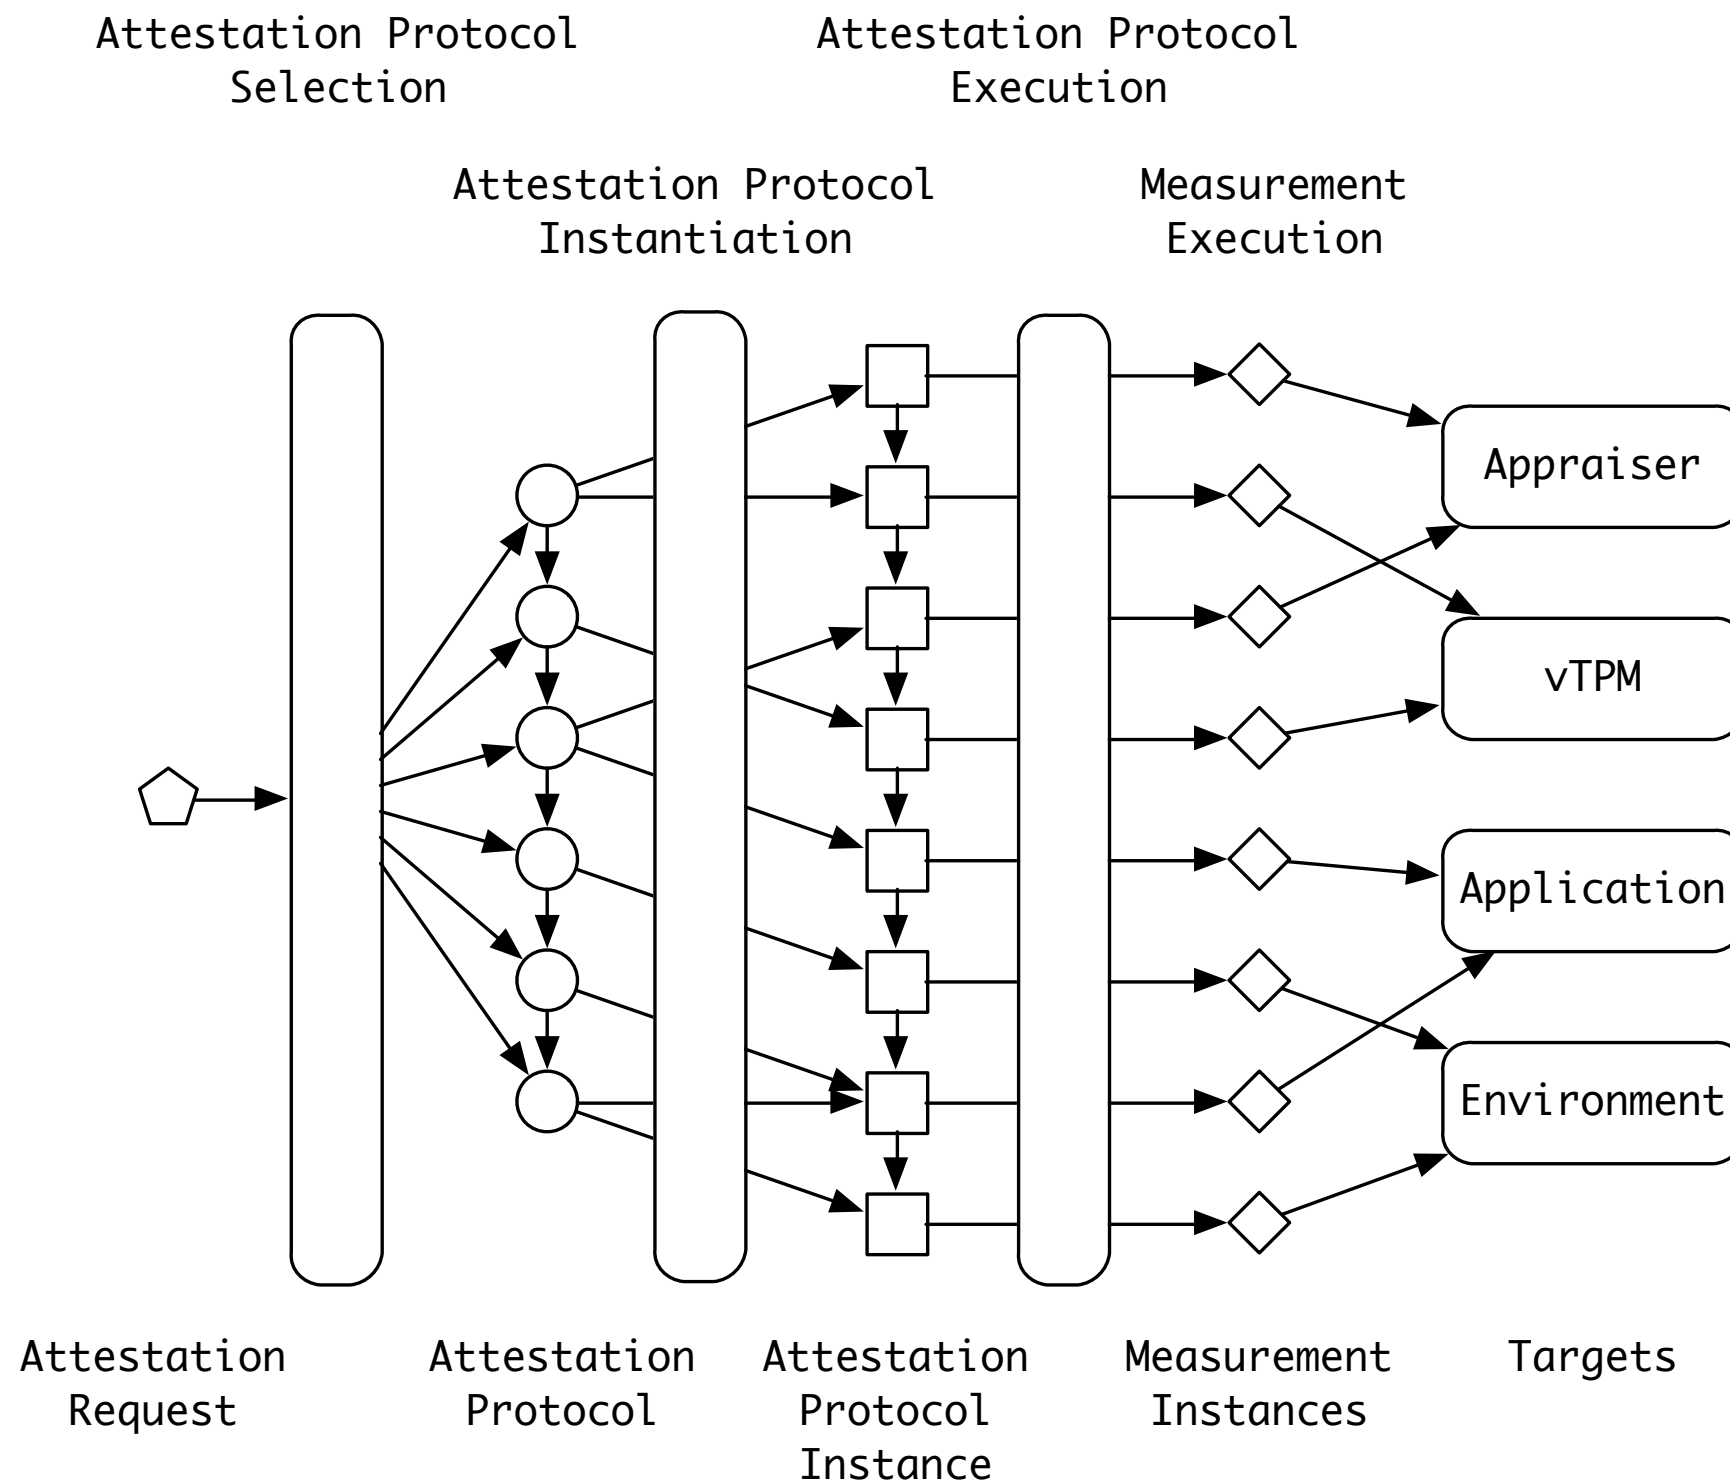 Attestation Protocol
Selection
Attestation Protocol
Execution
Attestation Protocol
Instantiation
Measurement
Execution
Appraiser
vTPM
Application
Environment
Attestation
Request
Attestation
Protocol
Attestation
Protocol
Instance
Measurement
Instances
Targets